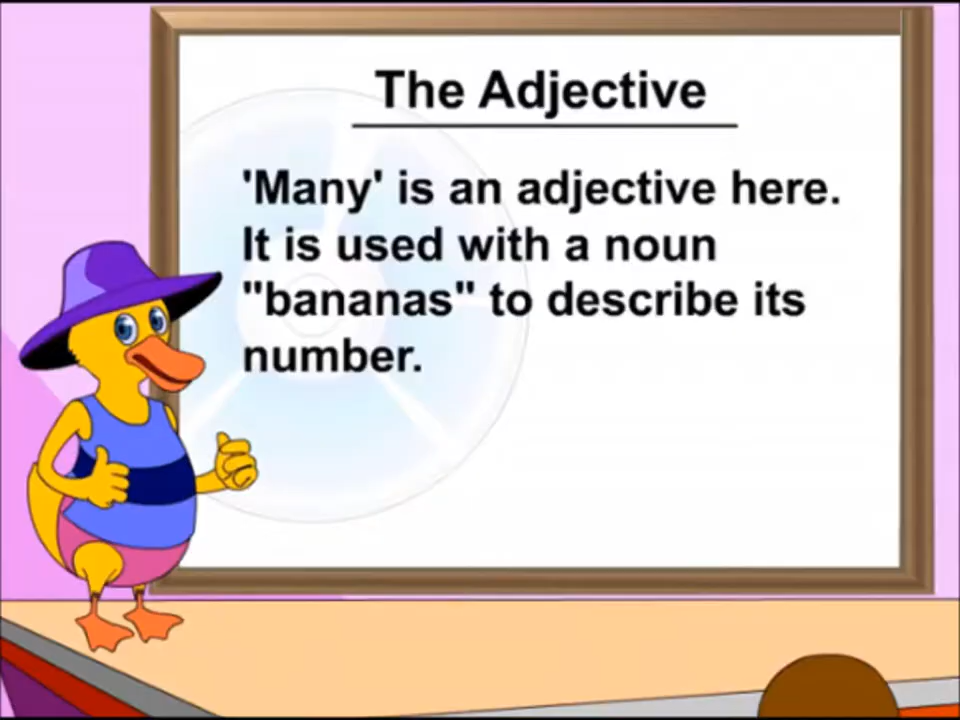 The Adjective
'Many' is an adjective here.
It is used with a noun
"bananas" to describe its
number.